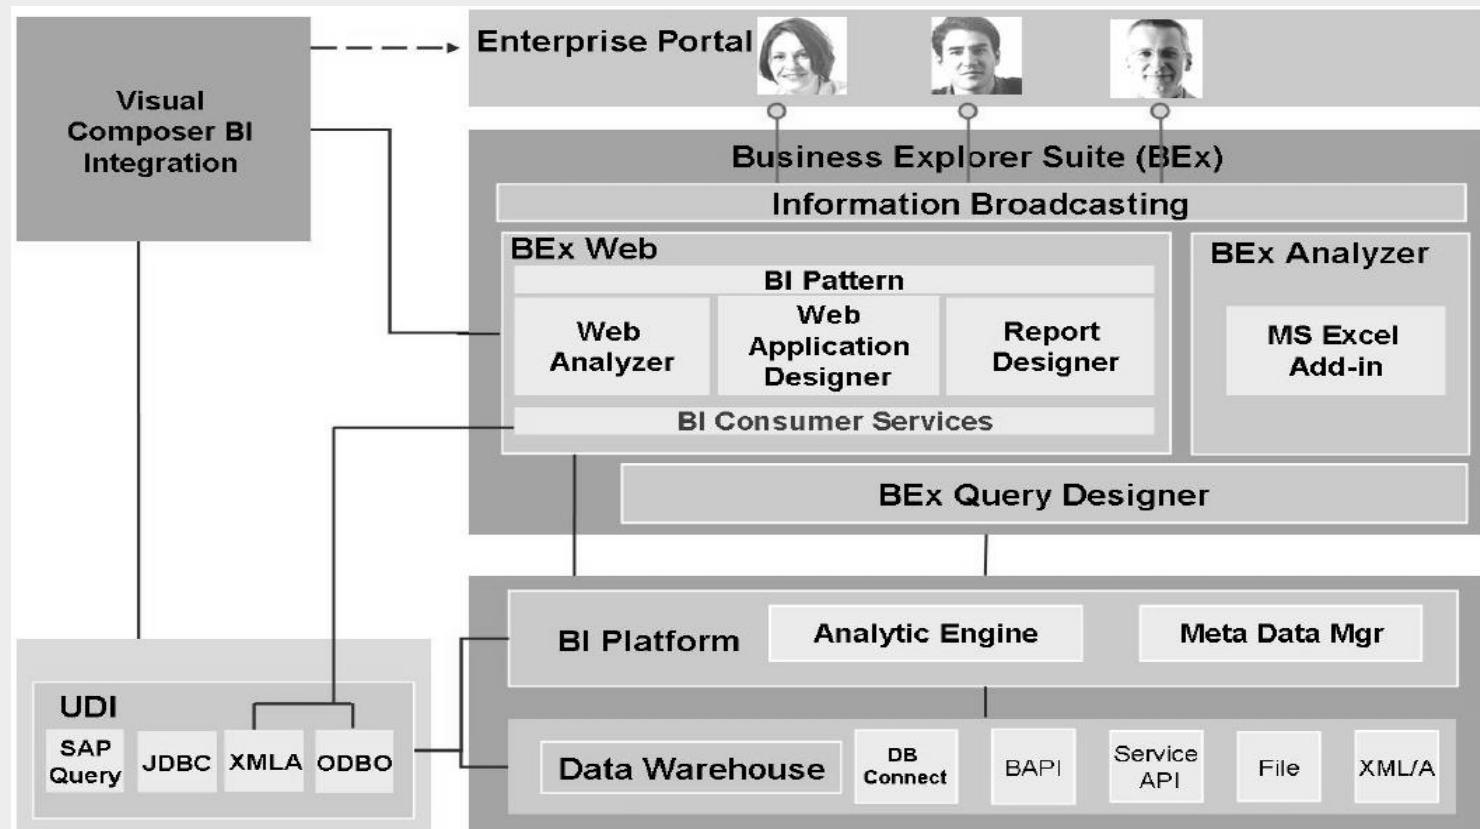 Enterprise Portal
Visual
Composer BI
Integration
Business Explorer Suite (BEx)
Information Broadcasting
BEx Web
BI Pattern
Web
Analyzer
Web
Application
Designer
Report
Designer
BI Consumer Services
BEx Analyzer
MS Excel
Add-in
BEx Query Designer
BI Platform
Analytic Engine
Meta Data Mgr
UDI
SAP
Query
JDBC
XMLA
ODBO
Data Warehouse
DB
Connect
BAPI
Service
API
File
XML/A